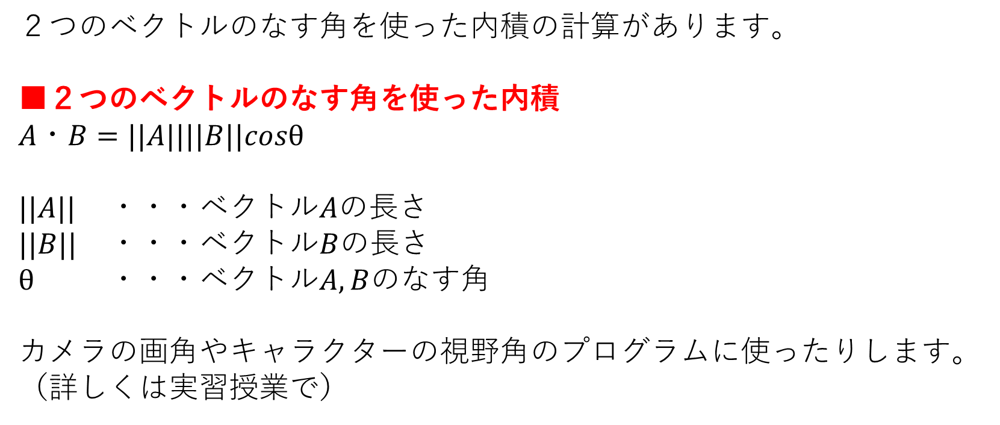 ２つのベクトルのなす角を使った内積の計算があります。
■２つのベクトルのなす角を使った内積
A・B = ||A||||B||cosθ
||A||　・・・ベクトルAの長さ
||B||　・・・ベクトルBの長さ
θ　・・・ベクトルA, Bのなす角
カメラの画角やキャラクターの視野角のプログラムに使ったりします。
（詳しくは実習授業で）